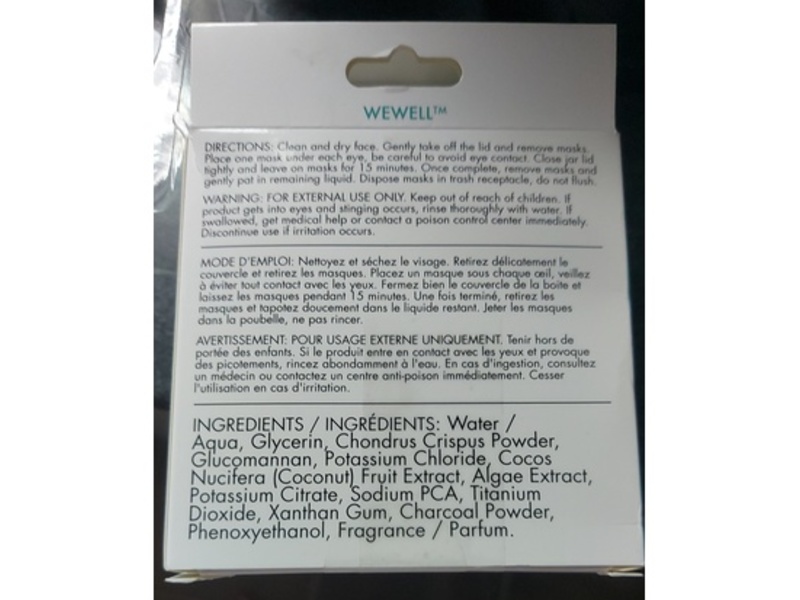 WEWELL™
DIRECTIONS: Clean and dry face. Gently take off the lid and remove masks.
Place one mask under each eye, be careful to avoid eye contact. Close jar lid
tightly and leave on masks for 15 minutes. Once complete, remove masks and
gently pat in remaining liquid. Dispose masks in trash receptacle, do not flush.
WARNING: FOR EXTERNAL USE ONLY. Keep out of reach of children. If
product gets into eyes and stinging occurs, rinse thoroughly with water. If
swallowed, get medical help or contact a poison control center immediately.
Discontinue use if irritation occurs.
MODE D'EMPLOI: Nettoyez et séchez le visage. Retirez délicatement le
couvercle et retirez les masques. Placez un masque sous chaque œil, veillez
à éviter tout contact avec les yeux. Fermez bien le couvercle de la boite et
laissez les masques pendant 15 minutes. Une fois terminé, retirez les
masques et tapotez doucement dans le liquide restant. Jeter les masques
dans la poubelle, ne pas rincer.
AVERTISSEMENT: POUR USAGE EXTERNE UNIQUEMENT. Tenir hors de
portée des enfants. Si le produit entre en contact avec les yeux et provoque
des picotements, rincez abondamment à l'eau. En cas d'ingestion, consultez
un médecin ou contactez un centre anti-poison immédiatement. Cesser
l'utilisation en cas d'irritation.
INGREDIENTS / INGRÉDIENTS: Water /
Aqua, Glycerin, Chondrus Crispus Powder,
Glucomannan, Potassium Chloride, Cocos
Nucifera (Coconut) Fruit Extract, Algae Extract,
Potassium Citrate, Sodium PCA, Titanium
Dioxide, Xanthan Gum, Charcoal Powder,
Phenoxyethanol, Fragrance / Parfum.